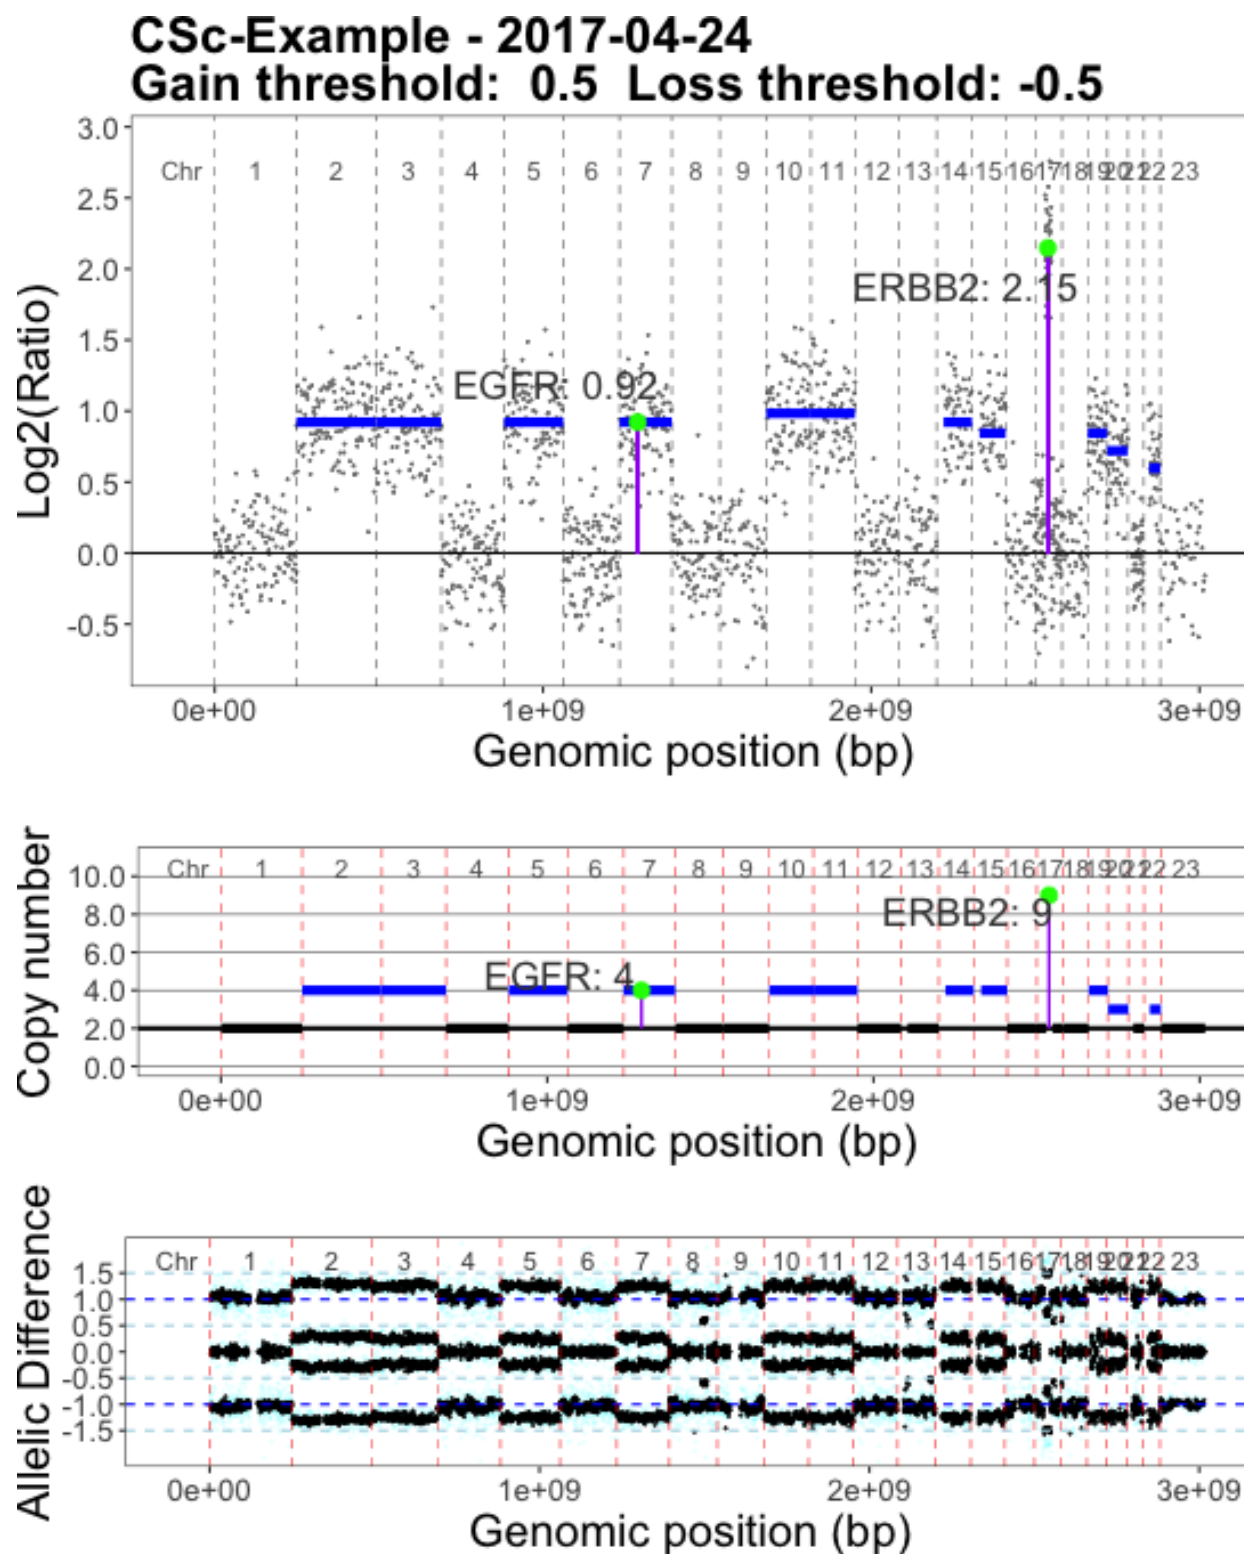 CSc-Example - 2017-04-24
Gain threshold: 0.5 Loss threshold: -0.5
Log2(Ratio)
3.0
2.5
2.0
1.5
1.0
0.5
0.0
-0.5
Chr 1 2 3 4 5 6 7 8 9 10 11 12 13 14 15 16 17 18 19 20 21 22 23
ERBB2: 2.15
EGFR: 0.92
0e+00 1e+09 2e+09 3e+09
Genomic position (bp)
Copy number
10.0
8.0
6.0
4.0
2.0
0.0
Chr 1 2 3 4 5 6 7 8 9 10 11 12 13 14 15 16 17 18 19 20 21 22 23
ERBB2: 9
EGFR: 4
0e+00 1e+09 2e+09 3e+09
Genomic position (bp)
Allelic Difference
1.5
1.0
0.5
0.0
-0.5
-1.0
-1.5
Chr 1 2 3 4 5 6 7 8 9 10 11 12 13 14 15 16 17 18 19 20 21 22 23
0e+00 1e+09 2e+09 3e+09
Genomic position (bp)